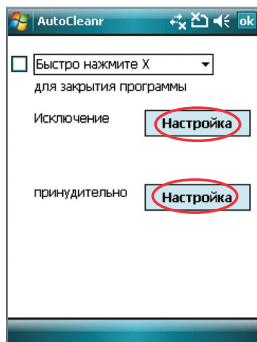 AutoCleanr ok
Быстро нажмите X
для закрытия программы
Исключение Настройка
принудительно Настройка